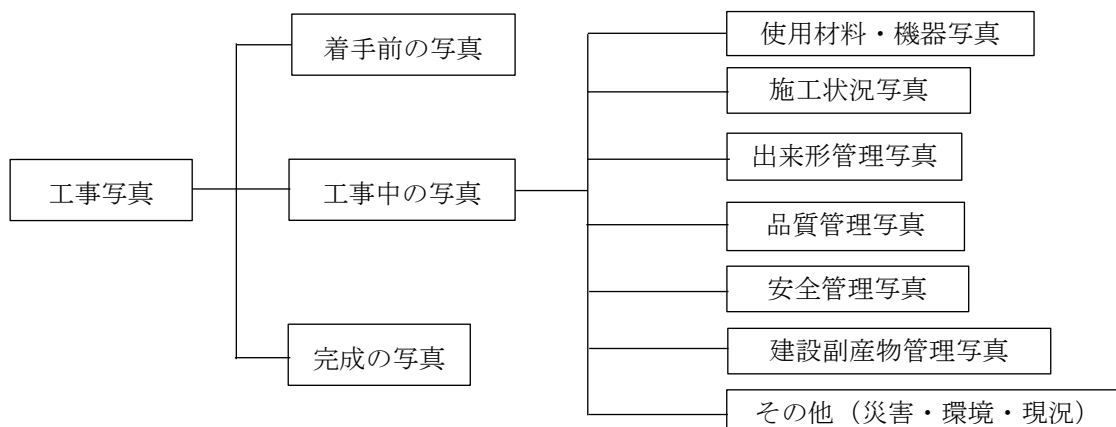 工事写真
着手前の写真
工事中の写真
完成の写真
使用材料・機器写真
施工状況写真
出来形管理写真
品質管理写真
安全管理写真
建設副産物管理写真
その他（災害・環境・現況）